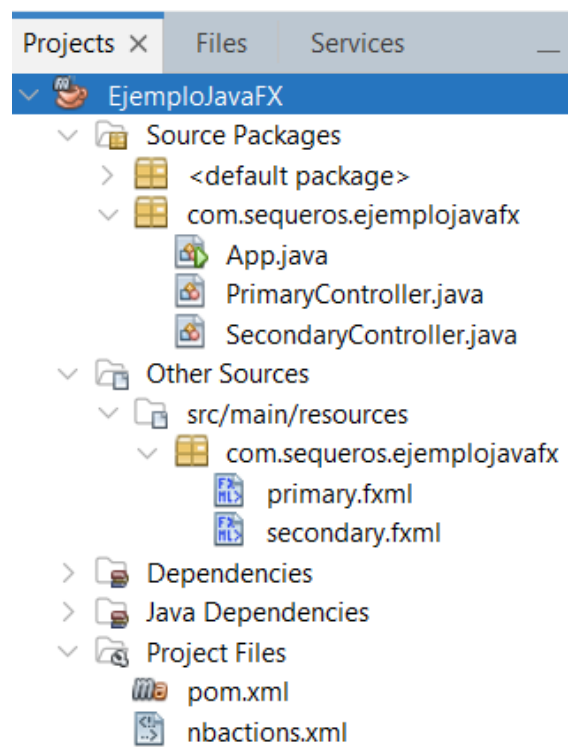 Projects × Files Services
EjemploJavaFX
Source Packages
<default package>
com.sequeros.ejemplojavafx
App.java
PrimaryController.java
SecondaryController.java
Other Sources
src/main/resources
com.sequeros.ejemplojavafx
primary.fxml
secondary.fxml
Dependencies
Java Dependencies
Project Files
pom.xml
nbactions.xml